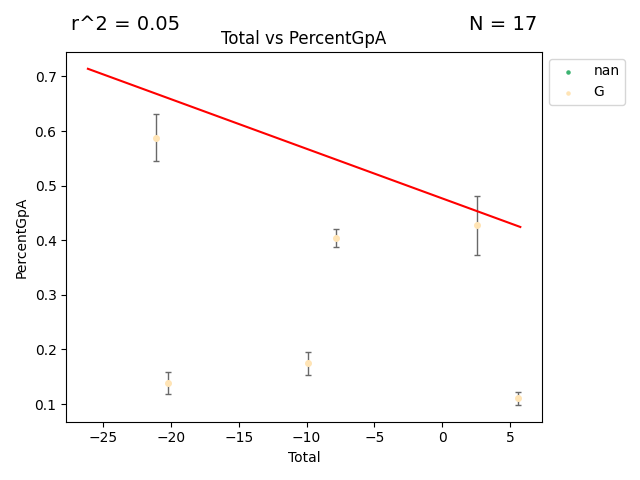 r^2 = 0.05
N = 17
Total vs PercentGpA
nan
G
0.7
0.6
0.5
0.4
0.3
0.2
0.1
PercentGpA
−25
−20
−15
−10
−5
0
5
Total